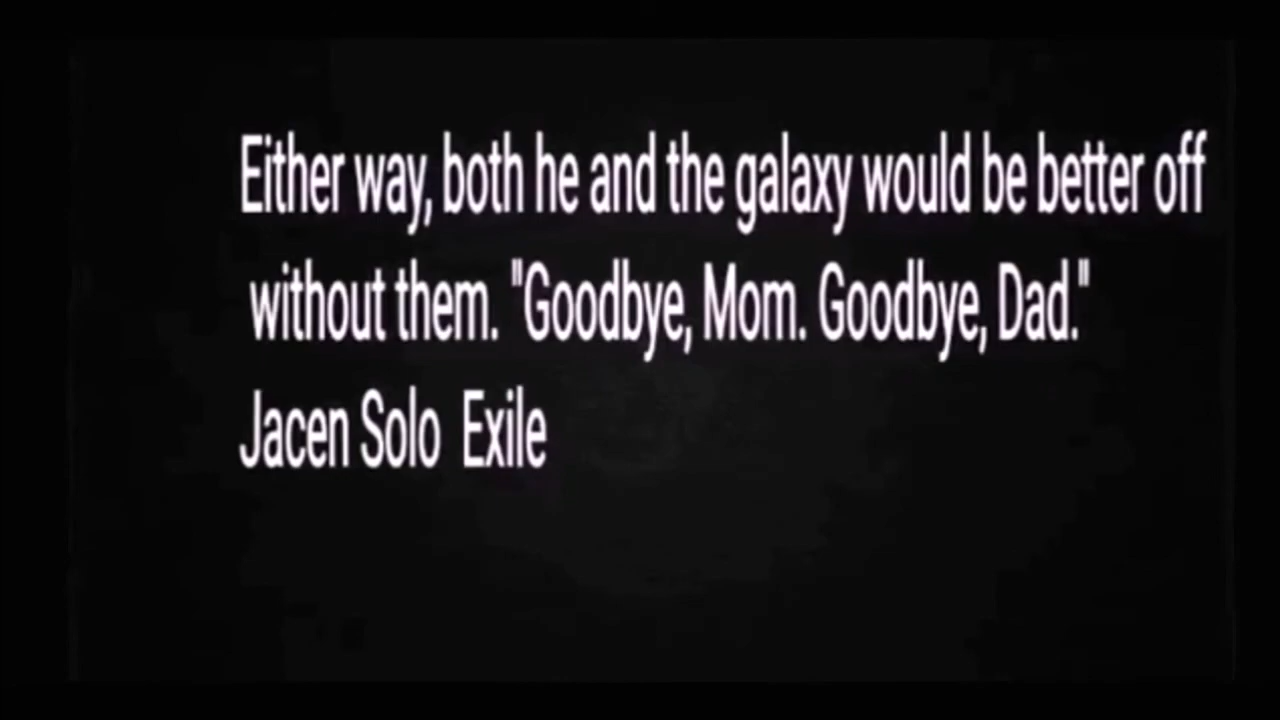 Either way, both he and the galaxy would be better off
without them. "Goodbye, Mom. Goodbye, Dad."
Jacen Solo Exile